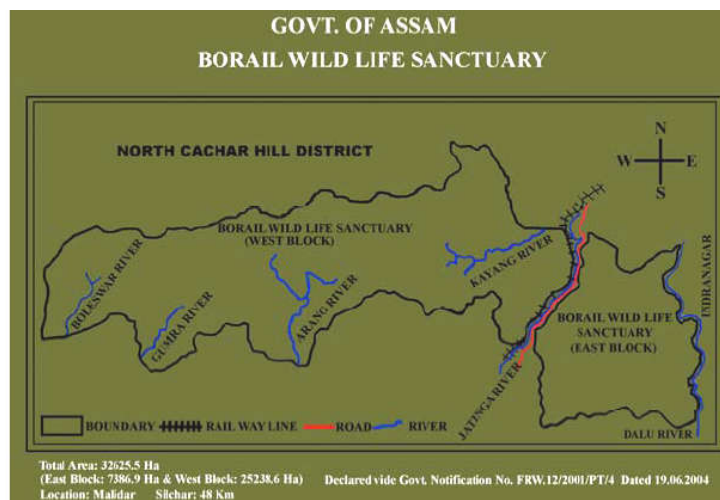 GOVT. OF ASSAM
BORAIL WILD LIFE SANCTUARY
NORTH CACHAR HILL DISTRICT
N
W E
S
BORAIL WILD LIFE SANCTUARY
(WEST BLOCK)
BOLESWAR RIVER
GUMRA RIVER
ARANG RIVER
KAYANG RIVER
INDRANAGAR
BORAIL WILD LIFE
SANCTUARY
(EAST BLOCK)
JATINGA RIVER
DALU RIVER
BOUNDARY RAIL WAY LINE ROAD RIVER
Total Area: 32625.5 Ha
(East Block: 7386.9 Ha & West Block: 25238.6 Ha) Declared vide Govt. Notification No. FRW.12/2001/PT/4 Dated 19.06.2004
Location: Malidar Silchar: 48 Km